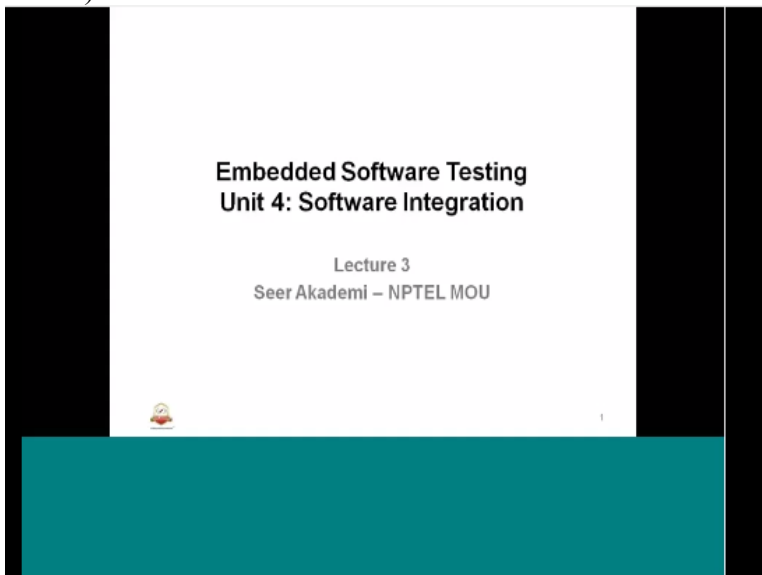 Embedded Software Testing
Unit 4: Software Integration
Lecture 3
Seer Akademi – NPTEL MOU
1